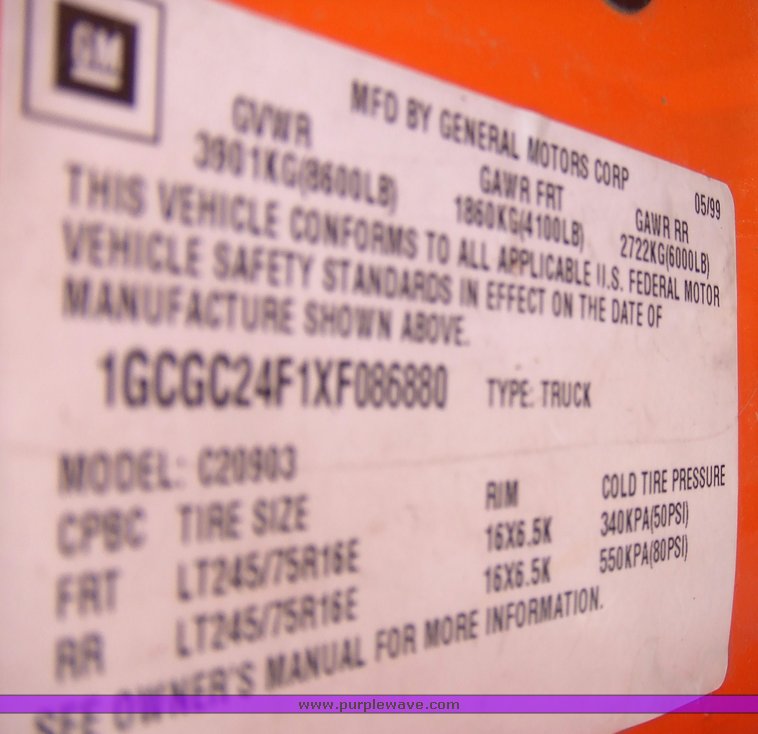 GM
MFD BY GENERAL MOTORS CORP 05/99
GVWR GAWR FRT GAWR RR
3901KG(8600LB) 1860KG(4100LB) 2722KG(6000LB)
THIS VEHICLE CONFORMS TO ALL APPLICABLE U.S. FEDERAL MOTOR
VEHICLE SAFETY STANDARDS IN EFFECT ON THE DATE OF
MANUFACTURE SHOWN ABOVE.
1GCGC24F1XF086880 TYPE: TRUCK
MODEL: C20903
CPBC TIRE SIZE RIM COLD TIRE PRESSURE
FRT LT245/75R16E 16X6.5K 340KPA(50PSI)
RR LT245/75R16E 16X6.5K 550KPA(80PSI)
SEE OWNER'S MANUAL FOR MORE INFORMATION.
www.purplewave.com